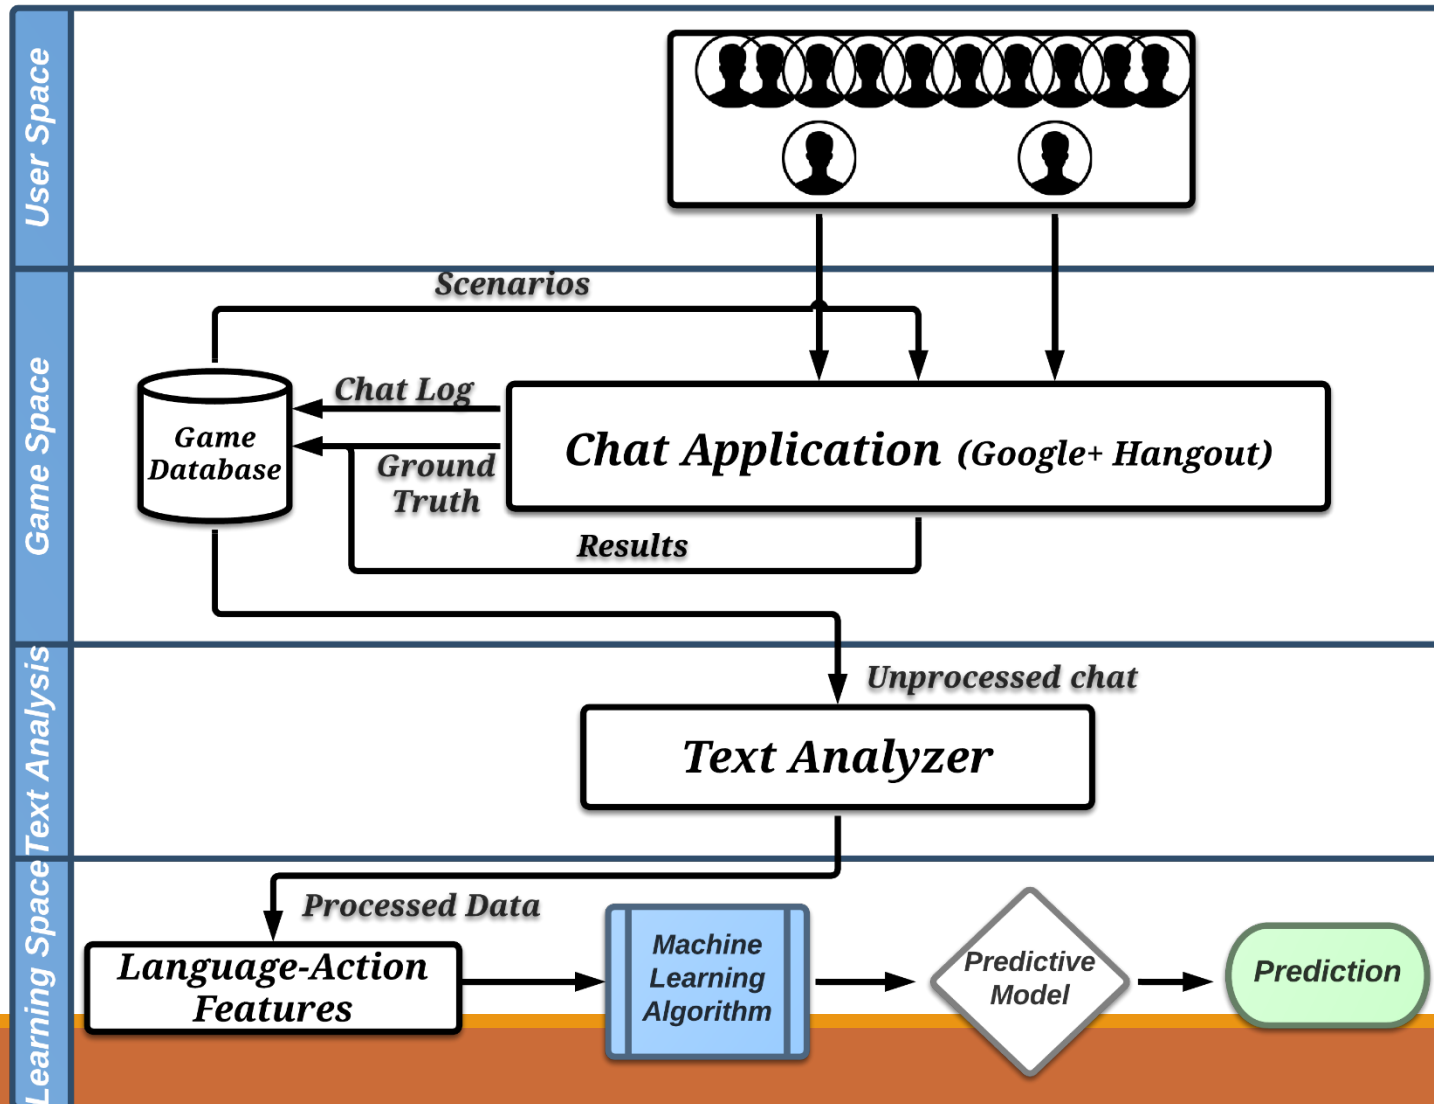 User Space
Scenarios
Game Space
Chat Log
Game
Database
Chat Application (Google+ Hangout)
Ground
Truth
Results
Text Analysis
Unprocessed chat
Text Analyzer
Learning Space
Processed Data
Language-Action
Features
Machine
Learning
Algorithm
Predictive
Model
Prediction